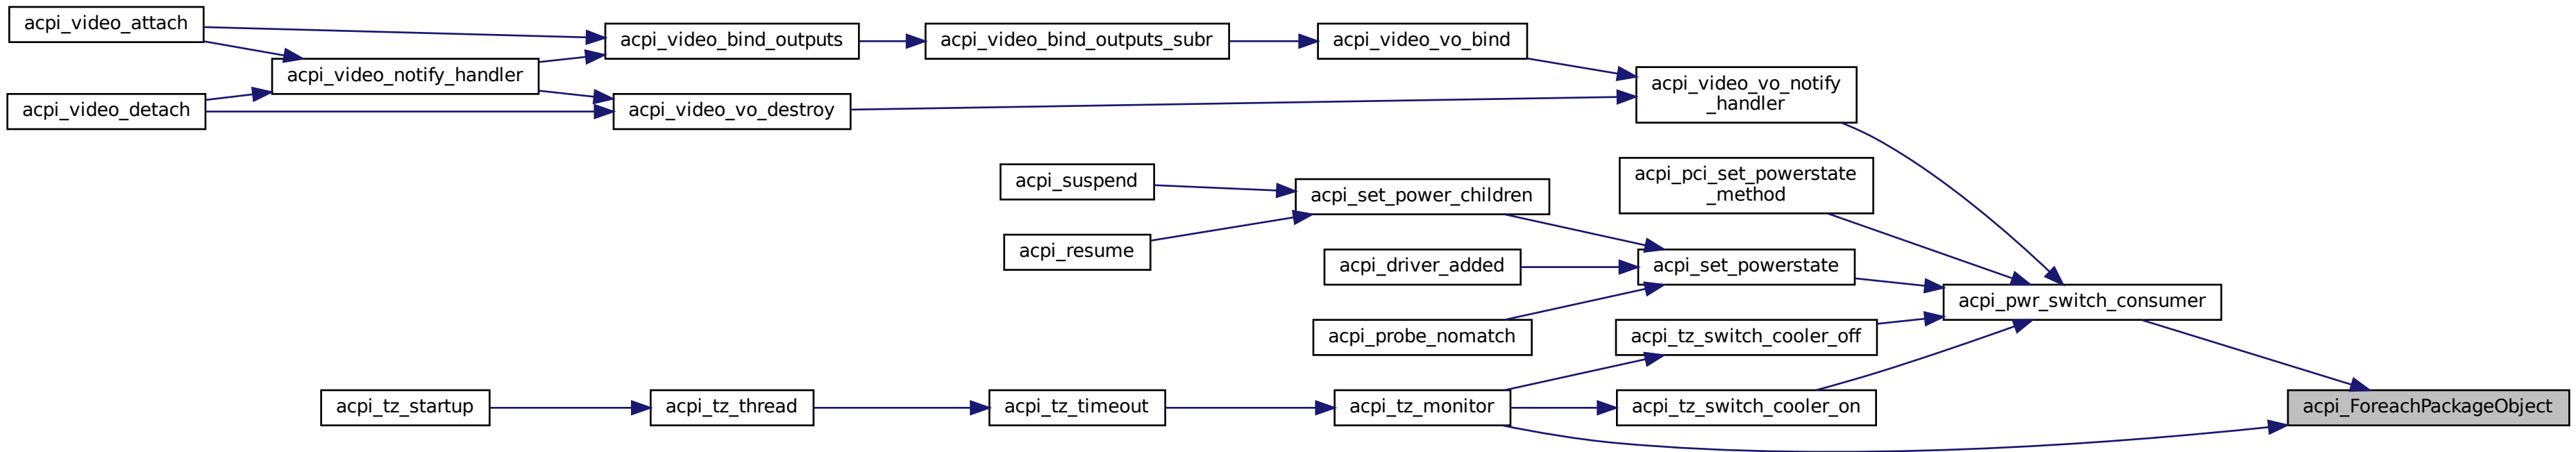 acpi_video_attach
acpi_video_bind_outputs
acpi_video_bind_outputs_subr
acpi_video_vo_bind
acpi_video_notify_handler
acpi_video_vo_notify
_handler
acpi_video_detach
acpi_video_vo_destroy
acpi_suspend
acpi_set_power_children
acpi_pci_set_powerstate
_method
acpi_resume
acpi_driver_added
acpi_set_powerstate
acpi_pwr_switch_consumer
acpi_probe_nomatch
acpi_tz_switch_cooler_off
acpi_tz_startup
acpi_tz_thread
acpi_tz_timeout
acpi_tz_monitor
acpi_tz_switch_cooler_on
acpi_ForeachPackageObject